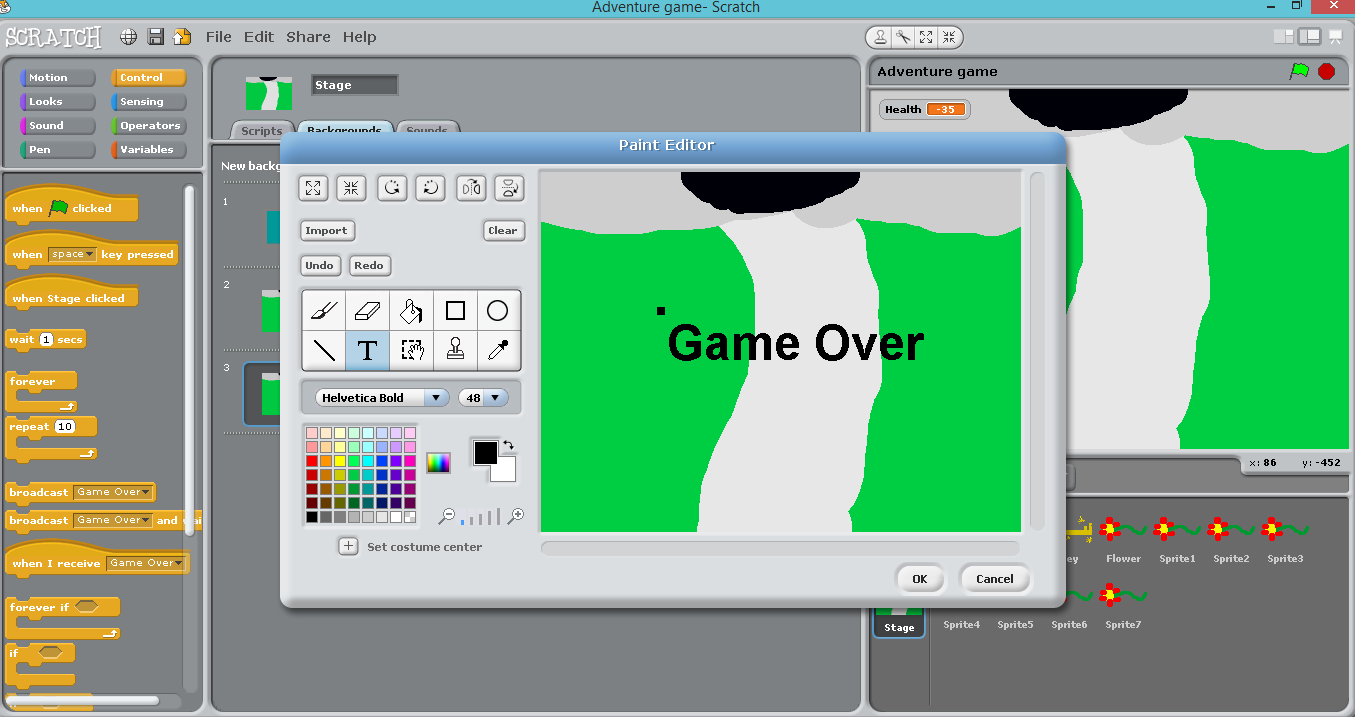 Adventure game- Scratch
SCRATCH File Edit Share Help
Motion Control
Looks Sensing
Sound Operators
Pen Variables
when clicked
when space key pressed
when Stage clicked
wait 1 secs
forever
repeat 10
broadcast Game Over
broadcast Game Over and wai
when I receive Game Over
forever if
if
Stage
Scripts Backgrounds Sounds
New backg
1
2
3
Paint Editor
Import Clear
Undo Redo
T
Helvetica Bold 48
Set costume center
Game Over
OK Cancel
Adventure game
Health -35
x: 86 y: -452
ey Flower Sprite1 Sprite2 Sprite3
Stage Sprite4 Sprite5 Sprite6 Sprite7